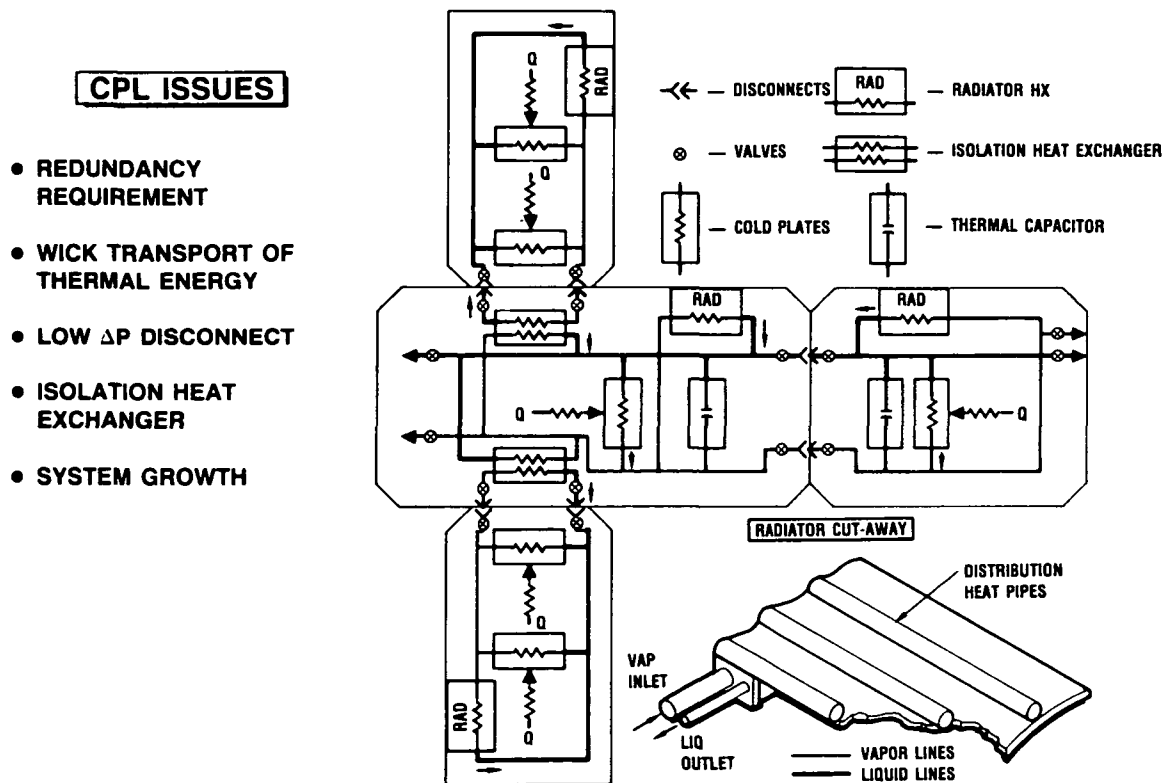 CPL ISSUES
• REDUNDANCY
REQUIREMENT
• WICK TRANSPORT OF
THERMAL ENERGY
• LOW ΔP DISCONNECT
• ISOLATION HEAT
EXCHANGER
• SYSTEM GROWTH
RAD
Q
Q
— DISCONNECTS
RAD
— RADIATOR HX
— VALVES
— ISOLATION HEAT EXCHANGER
— COLD PLATES
— THERMAL CAPACITOR
RAD
RAD
Q
Q
Q
Q
RAD
RADIATOR CUT-AWAY
DISTRIBUTION
HEAT PIPES
VAP
INLET
LIQ
OUTLET
— VAPOR LINES
— LIQUID LINES